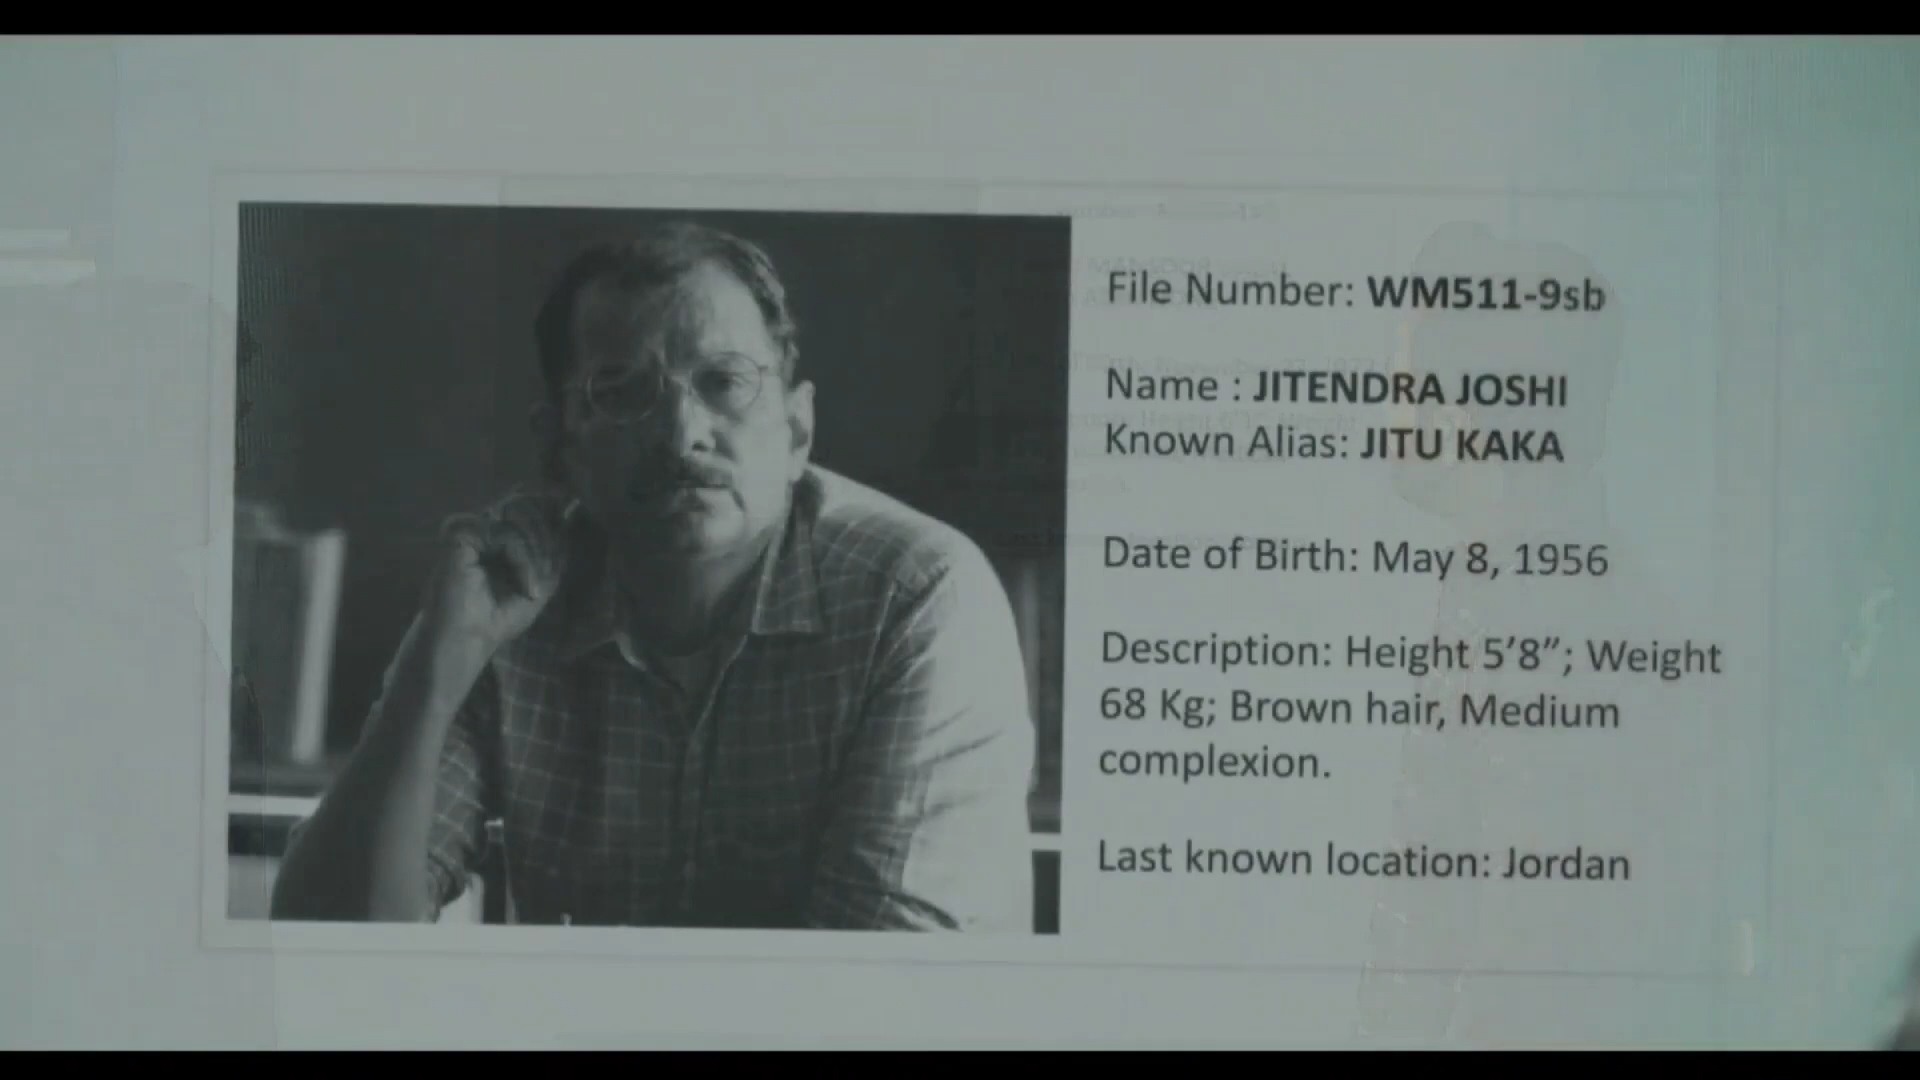 File Number: WM511-9sb
Name : JITENDRA JOSHI
Known Alias: JITU KAKA
Date of Birth: May 8, 1956
Description: Height 5’8”; Weight
68 Kg; Brown hair, Medium
complexion.
Last known location: Jordan